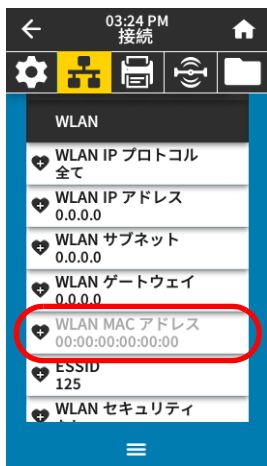 03:24 PM
接続
WLAN
WLAN IP プロトコル
全て
WLAN IP アドレス
0.0.0.0
WLAN サブネット
0.0.0.0
WLAN ゲートウェイ
0.0.0.0
WLAN MAC アドレス
00:00:00:00:00:00
ESSID
125
WLAN セキュリティ